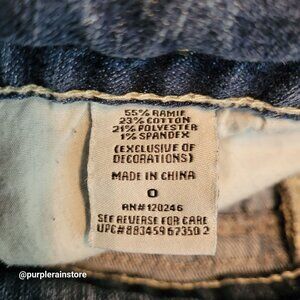 55% RAMIE
23% COTTON
21% POLYESTER
1% SPANDEX
(EXCLUSIVE OF
DECORATIONS)
MADE IN CHINA
0
RN#120246
SEE REVERSE FOR CARE
UPC#883459 67350 2
@purplerainstore